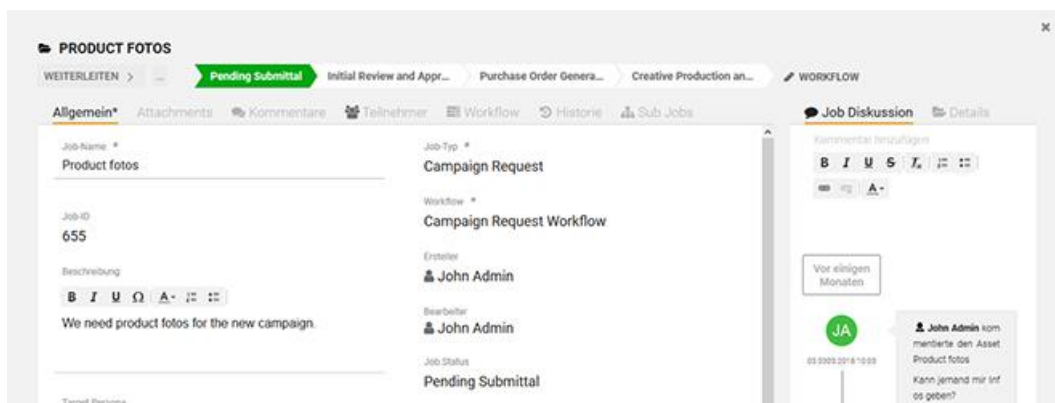 PRODUCT FOTOS
WEITERLEITEN >
...
Pending Submittal
Initial Review and Appr...
Purchase Order Genera...
Creative Production an...
WORKFLOW
Allgemein*
Attachments
Kommentare
Teilnehmer
Workflow
Historie
Sub Jobs
Job-Name *
Product fotos
Job-ID
655
Beschreibung
B I U Ω A
We need product fotos for the new campaign.
Target Persona
Job-Typ *
Campaign Request
Workflow *
Campaign Request Workflow
Ersteller
John Admin
Bearbeiter
John Admin
Job Status
Pending Submittal
Job Diskussion
Details
Kommentar hinzufügen
B I U S Tx
A
Vor einigen
Monaten
JA
John Admin kom
mentierte den Asset
Product fotos
Kann jemand mir Inf
os geben?